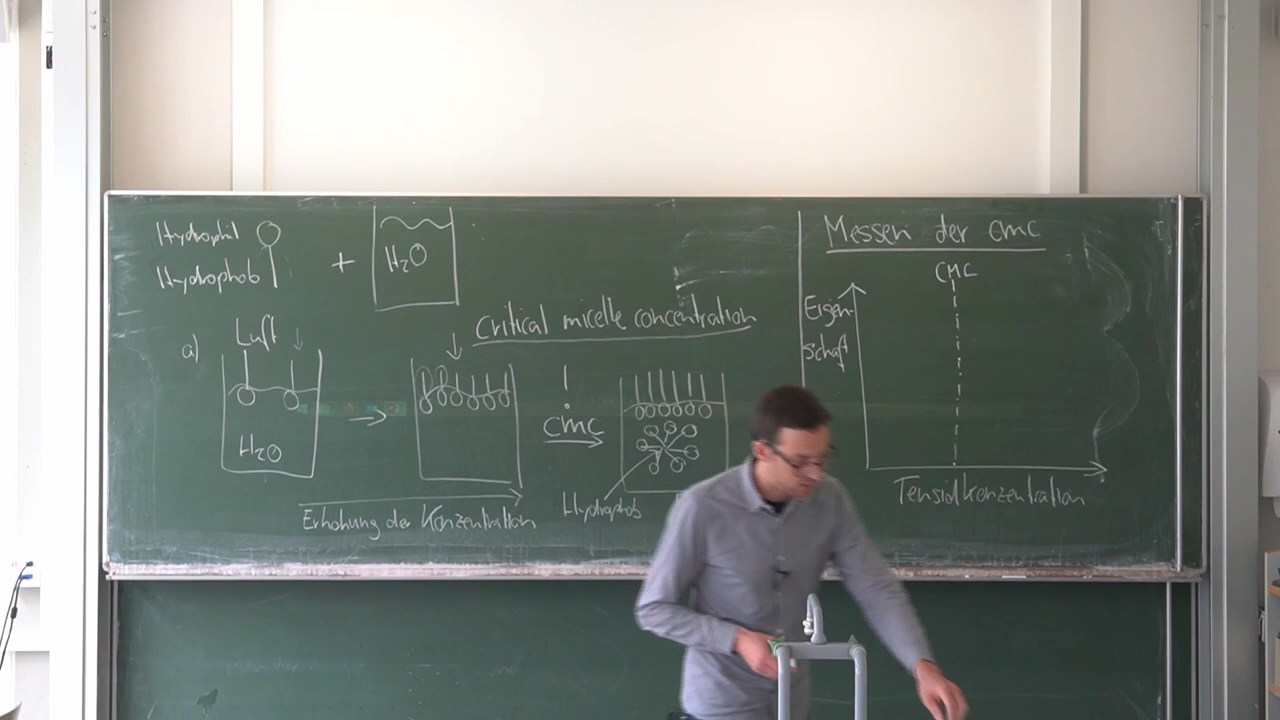 Hydrophil
Hydrophob
+
H₂O
Critical micelle concentration
a)
Luft
H₂O
!
cmc
Hydrophob
Erhöhung der Konzentration
Messen der cmc
CMC
Eigen-
schaft
Tensidkonzentration